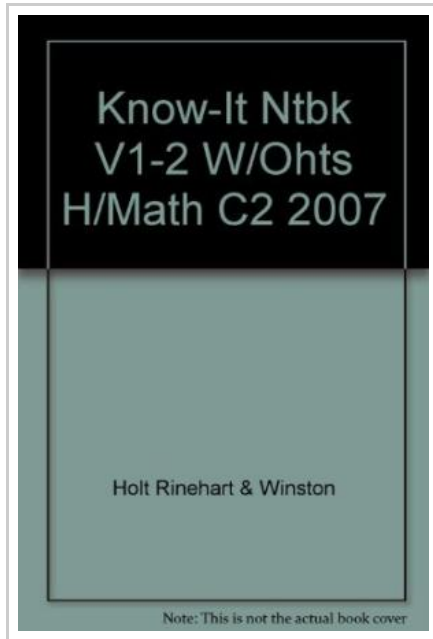 Know-It Ntbk
V1-2 W/Ohts
H/Math C2 2007
Holt Rinehart & Winston
Note: This is not the actual book cover